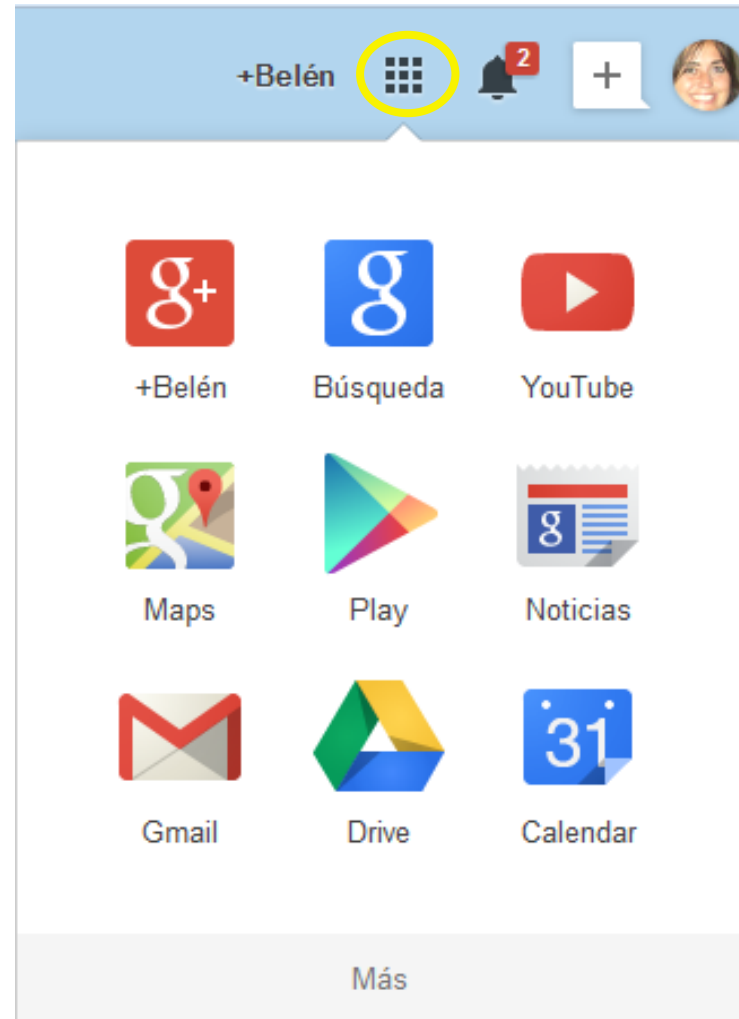 +Belén 2 +
g+ g
+Belén Búsqueda YouTube
g g
Maps Play Noticias
31
Gmail Drive Calendar
Más